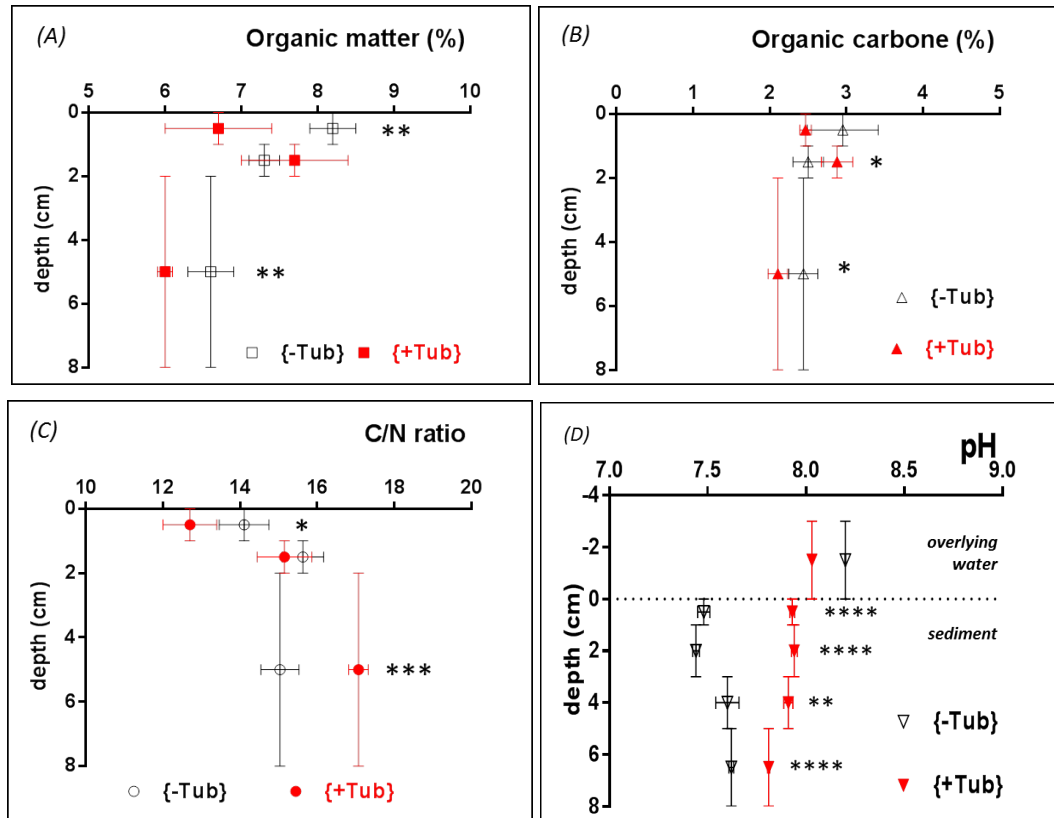 (A)
Organic matter (%)
5 6 7 8 9 10
depth (cm)
0
2
4
6
8
**
**
{-Tub} {+Tub}
(B)
Organic carbone (%)
0 1 2 3 4 5
depth (cm)
0
2
4
6
8
*
*
{-Tub}
{+Tub}
(C)
C/N ratio
10 12 14 16 18 20
depth (cm)
0
2
4
6
8
*
***
{-Tub} {+Tub}
(D)
pH
7.0 7.5 8.0 8.5 9.0
depth (cm)
-4
-2
0
2
4
6
8
overlying
water
sediment
****
****
**
****
{-Tub}
{+Tub}